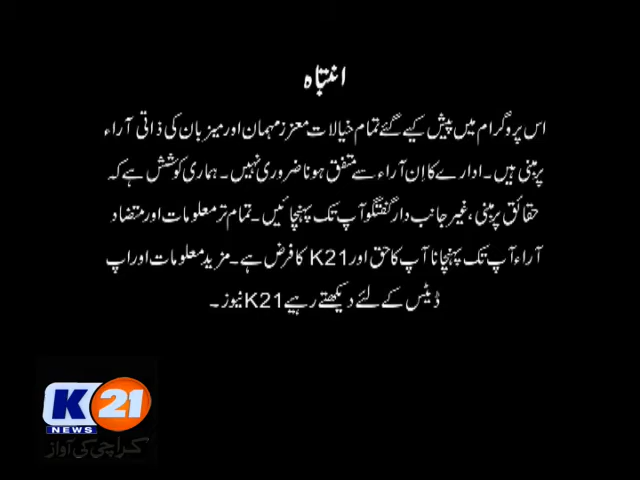 انتباہ
اس پروگرام میں پیش کیے گئے تمام خیالات معزز مہمان اور میزبان کی ذاتی آراء
پر مبنی ہیں۔ ادارے کا اِن آراء سے متفق ہونا ضروری نہیں۔ ہماری کوشش ہے کہ
حقائق پر مبنی، غیر جانب دار گفتگو آپ تک پہنچائیں۔ تمام تر معلومات اور متضاد
آراء آپ تک پہنچانا آپ کا حق اور K21 کا فرض ہے۔ مزید معلومات اور اپ
ڈیٹس کے لئے دیکھتے رہیے K21 نیوز۔
K21
NEWS
کراچی کی آواز